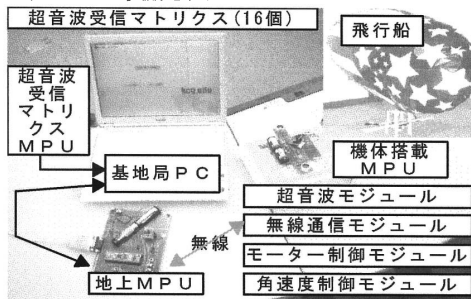 超音波受信マトリクス(16個)
飛行船
超音波
受信
マトリ
クス
MPU
機体搭載
MPU
基地局PC
超音波モジュール
無線通信モジュール
無線
モーター制御モジュール
地上MPU
角速度制御モジュール